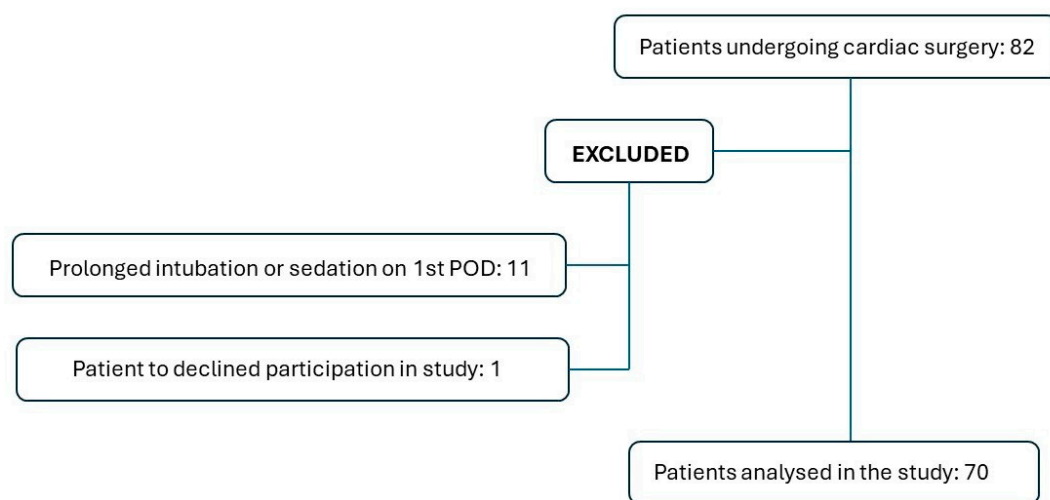 Patients undergoing cardiac surgery: 82
EXCLUDED
Prolonged intubation or sedation on 1st POD: 11
Patient to declined participation in study: 1
Patients analysed in the study: 70